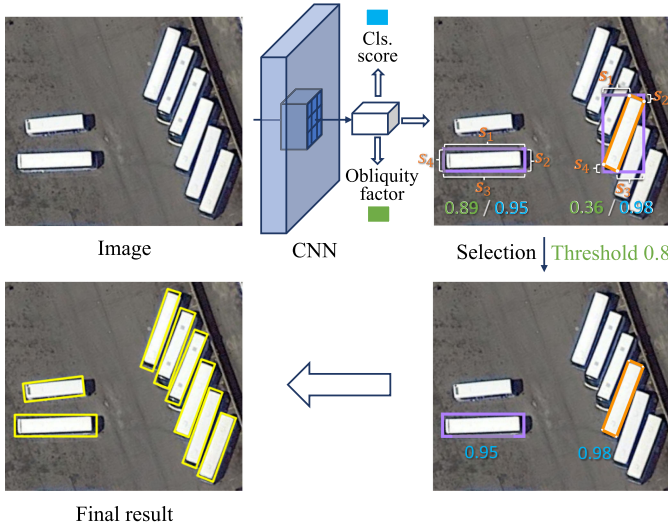 Cls.
score
Obliquity
factor
Image
CNN
s1
s4
s2
s3
0.89 / 0.95
s1
s2
s4
s3
0.36 / 0.98
Selection
Threshold 0.8
0.95
0.98
Final result